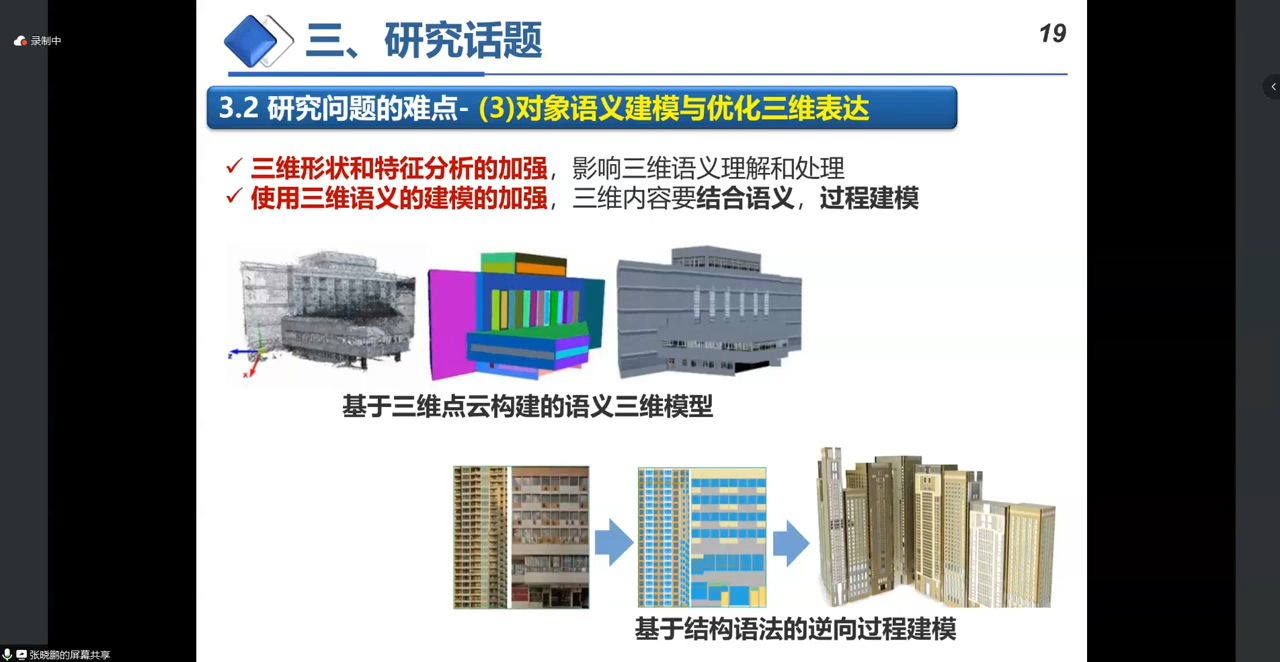 录制中
三、研究话题
19
3.2 研究问题的难点- (3)对象语义建模与优化三维表达
✓ 三维形状和特征分析的加强，影响三维语义理解和处理
✓ 使用三维语义的建模的加强，三维内容要结合语义，过程建模
z
x
基于三维点云构建的语义三维模型
基于结构语法的逆向过程建模
张晓鹏的屏幕共享